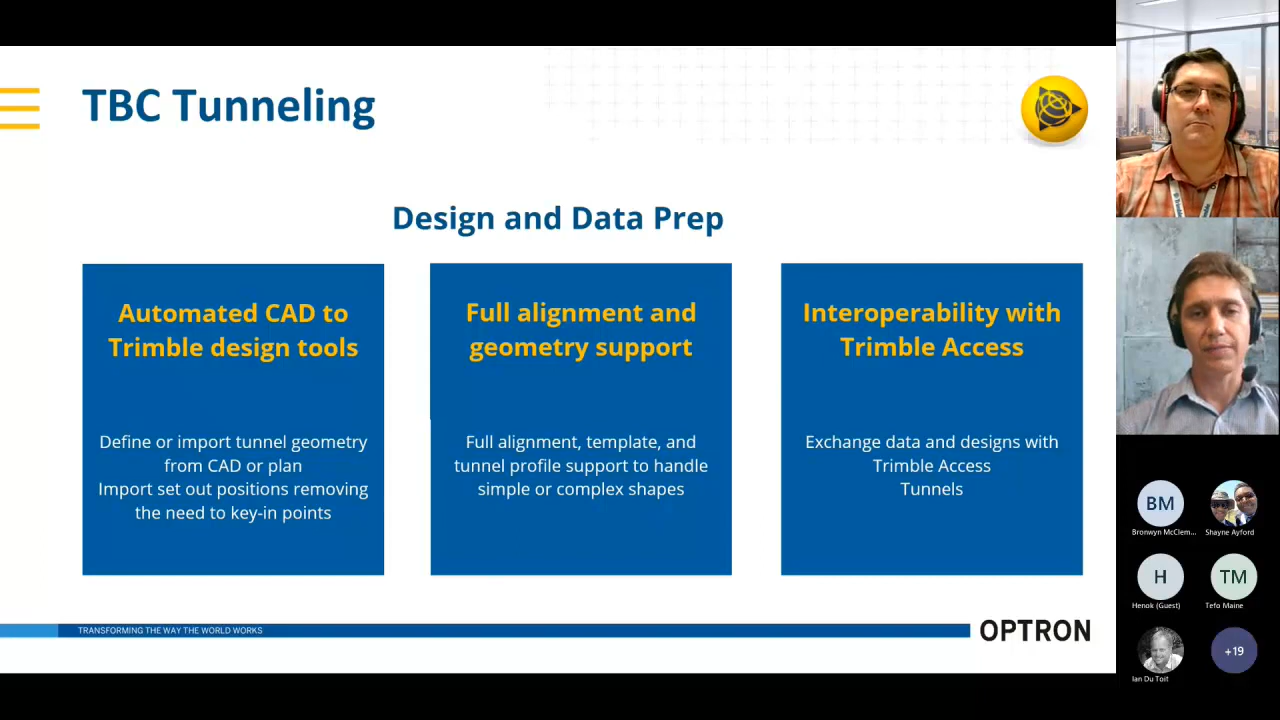 TBC Tunneling
Design and Data Prep
Automated CAD to
Trimble design tools
Define or import tunnel geometry
from CAD or plan
Import set out positions removing
the need to key-in points
Full alignment and
geometry support
Full alignment, template, and
tunnel profile support to handle
simple or complex shapes
Interoperability with
Trimble Access
Exchange data and designs with
Trimble Access
Tunnels
TRANSFORMING THE WAY THE WORLD WORKS
OPTRON
BM
Bronwyn McClem...
Shayne Ayford
H
Henok (Guest)
TM
Tefo Maine
Ian Du Toit
+19